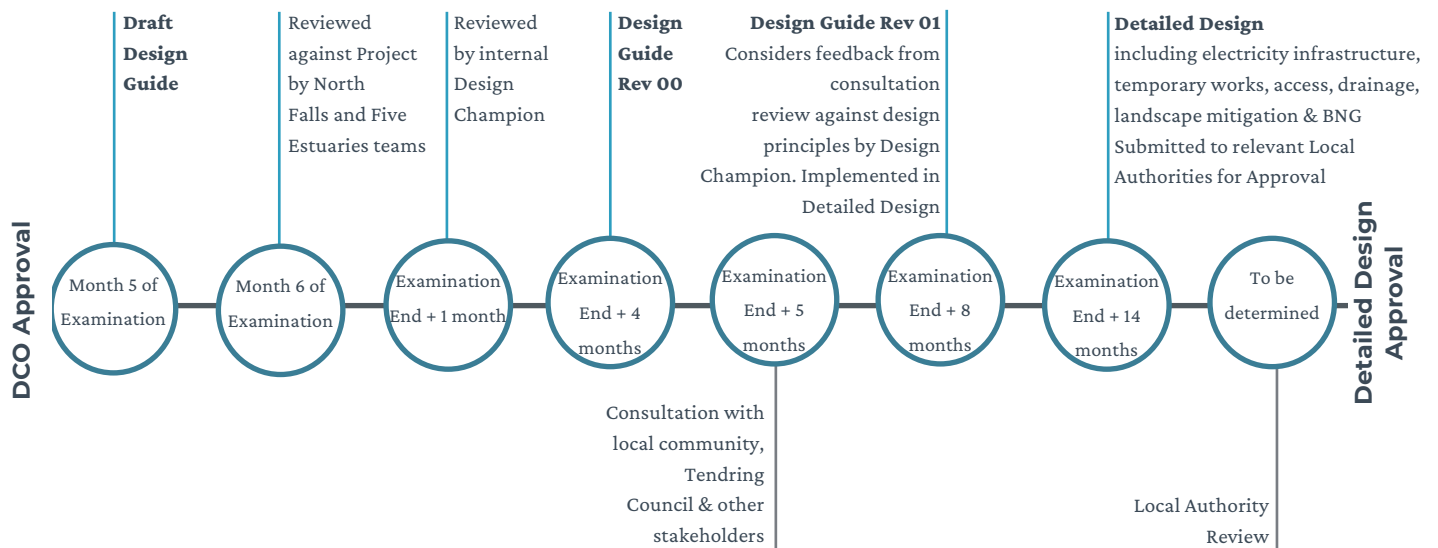 DCO Approval
Draft
Design
Guide
Month 5 of
Examination
Reviewed
against Project
by North
Falls and Five
Estuaries teams
Month 6 of
Examination
Reviewed
by internal
Design
Champion
Examination
End + 1 month
Design
Guide
Rev 00
Examination
End + 4
months
Examination
End + 5
months
Consultation with
local community,
Tendring
Council & other
stakeholders
Design Guide Rev 01
Considers feedback from
consultation
review against design
principles by Design
Champion. Implemented in
Detailed Design
Examination
End + 8
months
Detailed Design
including electricity infrastructure,
temporary works, access, drainage,
landscape mitigation & BNG
Submitted to relevant Local
Authorities for Approval
Examination
End + 14
months
To be
determined
Local Authority
Review
Detailed Design
Approval